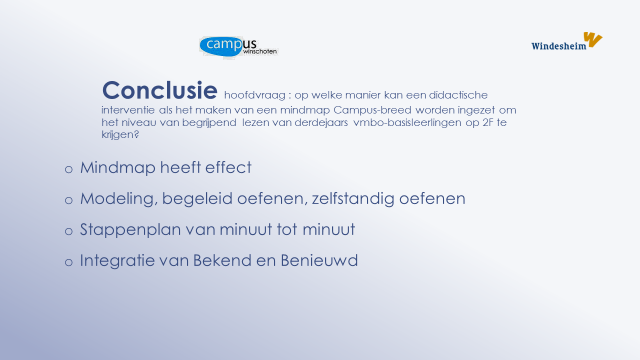 campus
winschoten
Windesheim
Conclusie hoofdvraag : op welke manier kan een didactische
interventie als het maken van een mindmap Campus-breed worden ingezet om
het niveau van begrijpend lezen van derdejaars vmbo-basisleerlingen op 2F te
krijgen?
o Mindmap heeft effect
o Modeling, begeleid oefenen, zelfstandig oefenen
o Stappenplan van minuut tot minuut
o Integratie van Bekend en Benieuwd